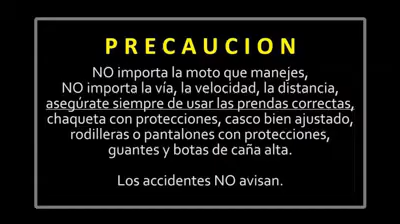 PRECAUCION
NO importa la moto que manejes,
NO importa la vía, la velocidad, la distancia,
asegúrate siempre de usar las prendas correctas,
chaqueta con protecciones, casco bien ajustado,
rodilleras o pantalones con protecciones,
guantes y botas de caña alta.
Los accidentes NO avisan.